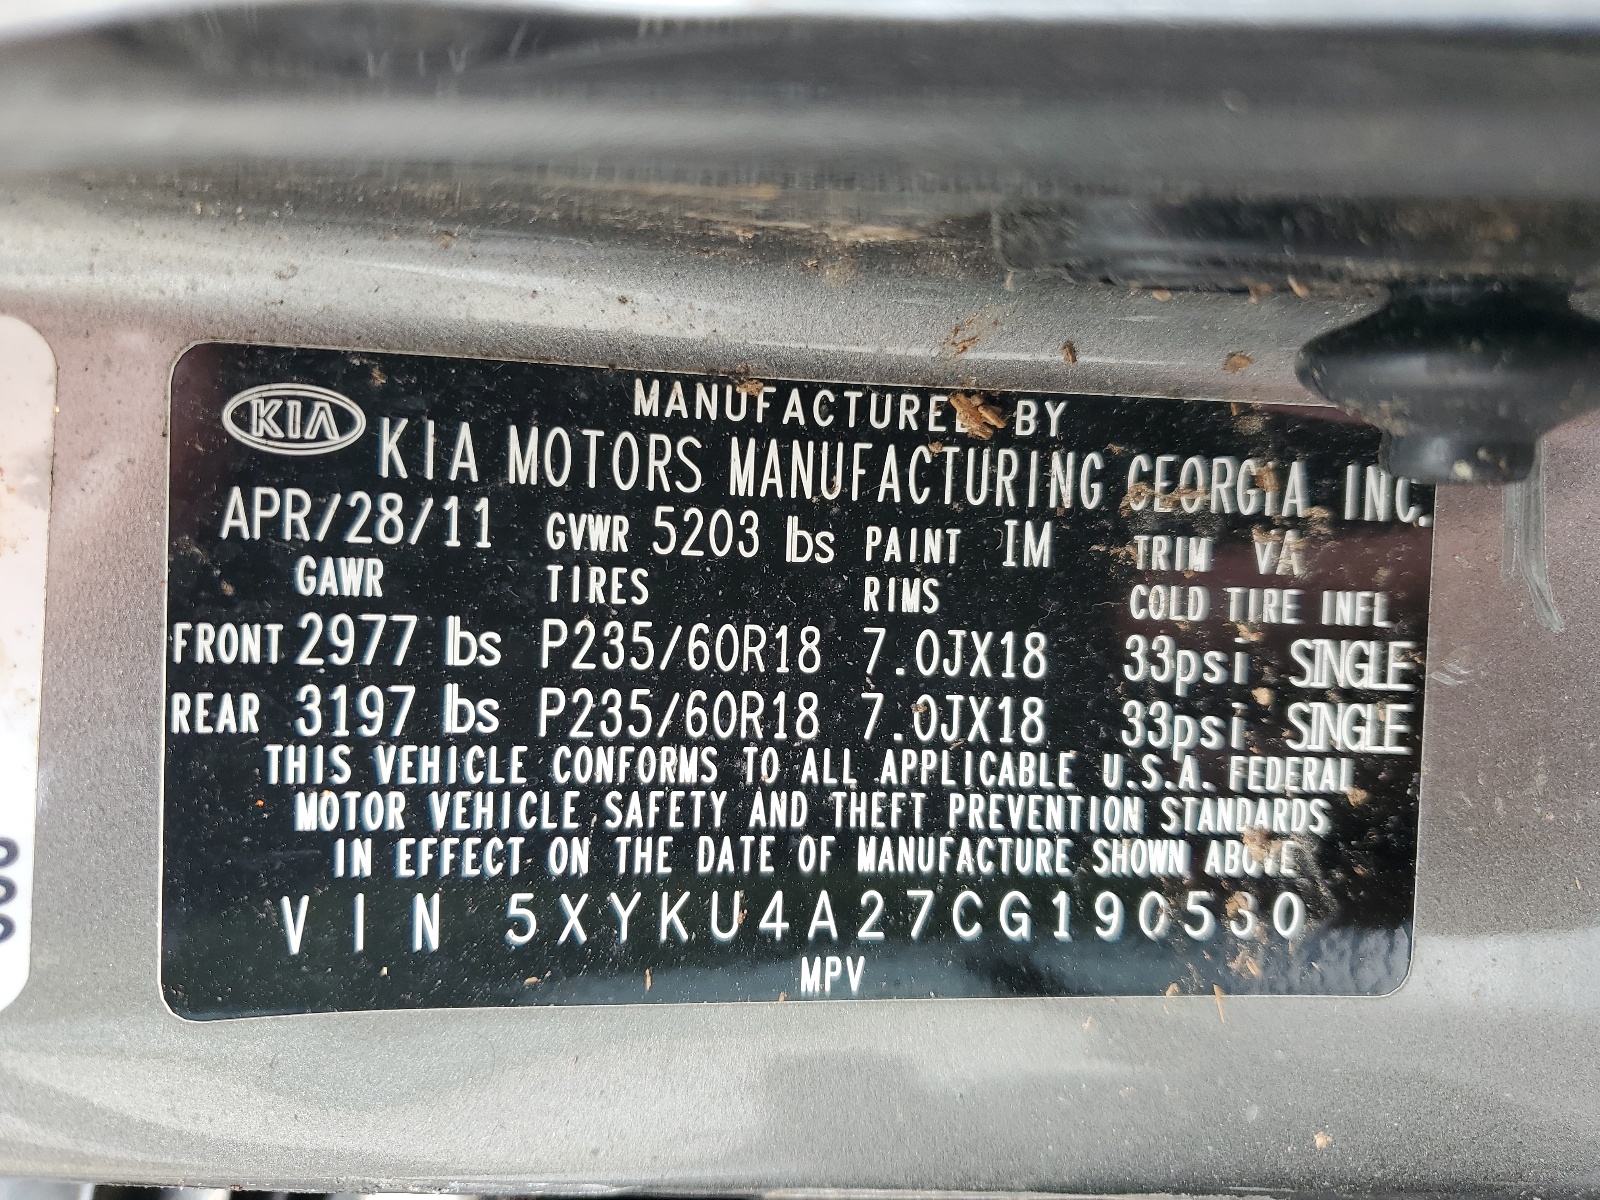 KIA
MANUFACTURED BY
KIA MOTORS MANUFACTURING GEORGIA INC.
APR/28/11 GVWR 5203 lbs PAINT IM TRIM VA
GAWR TIRES RIMS COLD TIRE INFL
FRONT 2977 lbs P235/60R18 7.0JX18 33psi SINGLE
REAR 3197 lbs P235/60R18 7.0JX18 33psi SINGLE
THIS VEHICLE CONFORMS TO ALL APPLICABLE U.S.A. FEDERAL
MOTOR VEHICLE SAFETY AND THEFT PREVENTION STANDARDS
IN EFFECT ON THE DATE OF MANUFACTURE SHOWN ABOVE
VIN 5XYKU4A27CG190530
MPV